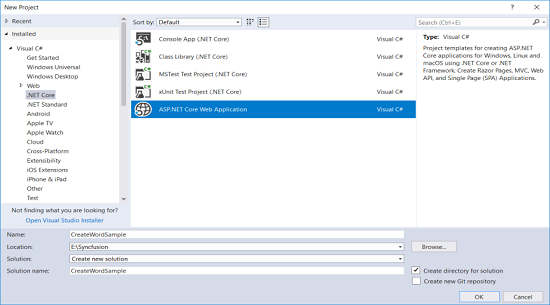 New Project
? ×
Recent
Installed
Visual C#
Get Started
Windows Universal
Windows Desktop
Web
.NET Core
.NET Standard
Android
Apple TV
Apple Watch
Cloud
Cross-Platform
Extensibility
iOS Extensions
iPhone & iPad
Other
Test
Not finding what you are looking for?
Open Visual Studio Installer
Sort by: Default
Console App (.NET Core) Visual C#
Class Library (.NET Core) Visual C#
MSTest Test Project (.NET Core) Visual C#
xUnit Test Project (.NET Core) Visual C#
ASP.NET Core Web Application Visual C#
Search (Ctrl+E)
Type: Visual C#
Project templates for creating ASP.NET
Core applications for Windows, Linux and
macOS using .NET Core or .NET
Framework. Create Razor Pages, MVC, Web
API, and Single Page (SPA) Applications.
Name: CreateWordSample
Location: E:\Syncfusion
Browse...
Solution: Create new solution
Solution name: CreateWordSample
Create directory for solution
Create new Git repository
OK Cancel